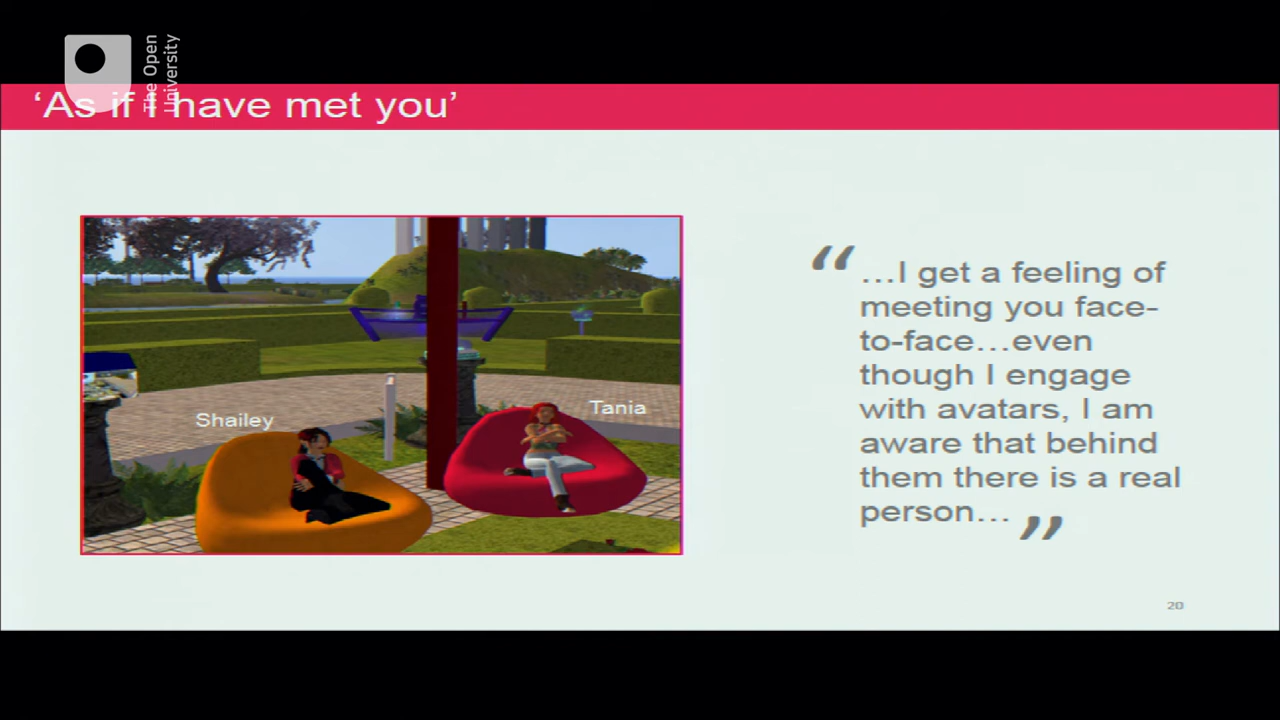 The Open
University
‘As if I have met you’
Shailey
Tania
“…I get a feeling of
meeting you face-
to-face…even
though I engage
with avatars, I am
aware that behind
them there is a real
person…”
20